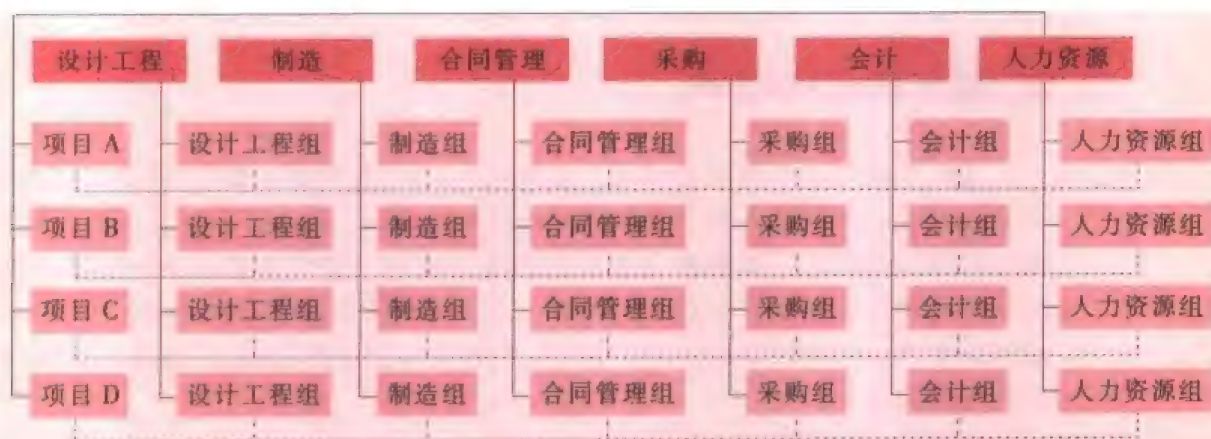 设计工程 制造 合同管理 采购 会计 人力资源
项目 A 设计工程组 制造组 合同管理组 采购组 会计组 人力资源组
项目 B 设计工程组 制造组 合同管理组 采购组 会计组 人力资源组
项目 C 设计工程组 制造组 合同管理组 采购组 会计组 人力资源组
项目 D 设计工程组 制造组 合同管理组 采购组 会计组 人力资源组